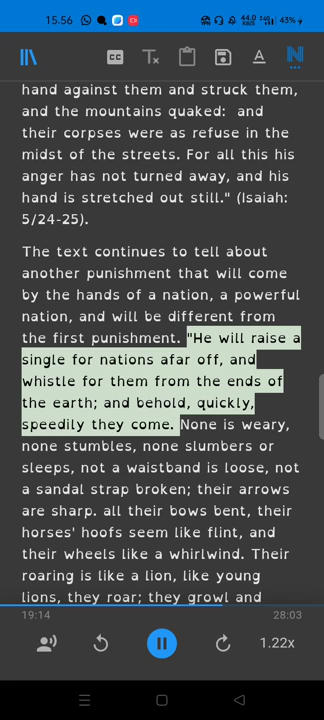 15.56
44.0
KB/S
43%
CC
A
N
hand against them and struck them,
and the mountains quaked:  and
their corpses were as refuse in the
midst of the streets. For all this his
anger has not turned away, and his
hand is stretched out still." (Isaiah:
5/24-25).
The text continues to tell about
another punishment that will come
by the hands of a nation, a powerful
nation, and will be different from
the first punishment. "He will raise a
single for nations afar off, and
whistle for them from the ends of
the earth; and behold, quickly,
speedily they come. None is weary,
none stumbles, none slumbers or
sleeps, not a waistband is loose, not
a sandal strap broken; their arrows
are sharp. all their bows bent, their
horses' hoofs seem like flint, and
their wheels like a whirlwind. Their
roaring is like a lion, like young
lions, they roar; they growl and
19:14 28:03
1.22x